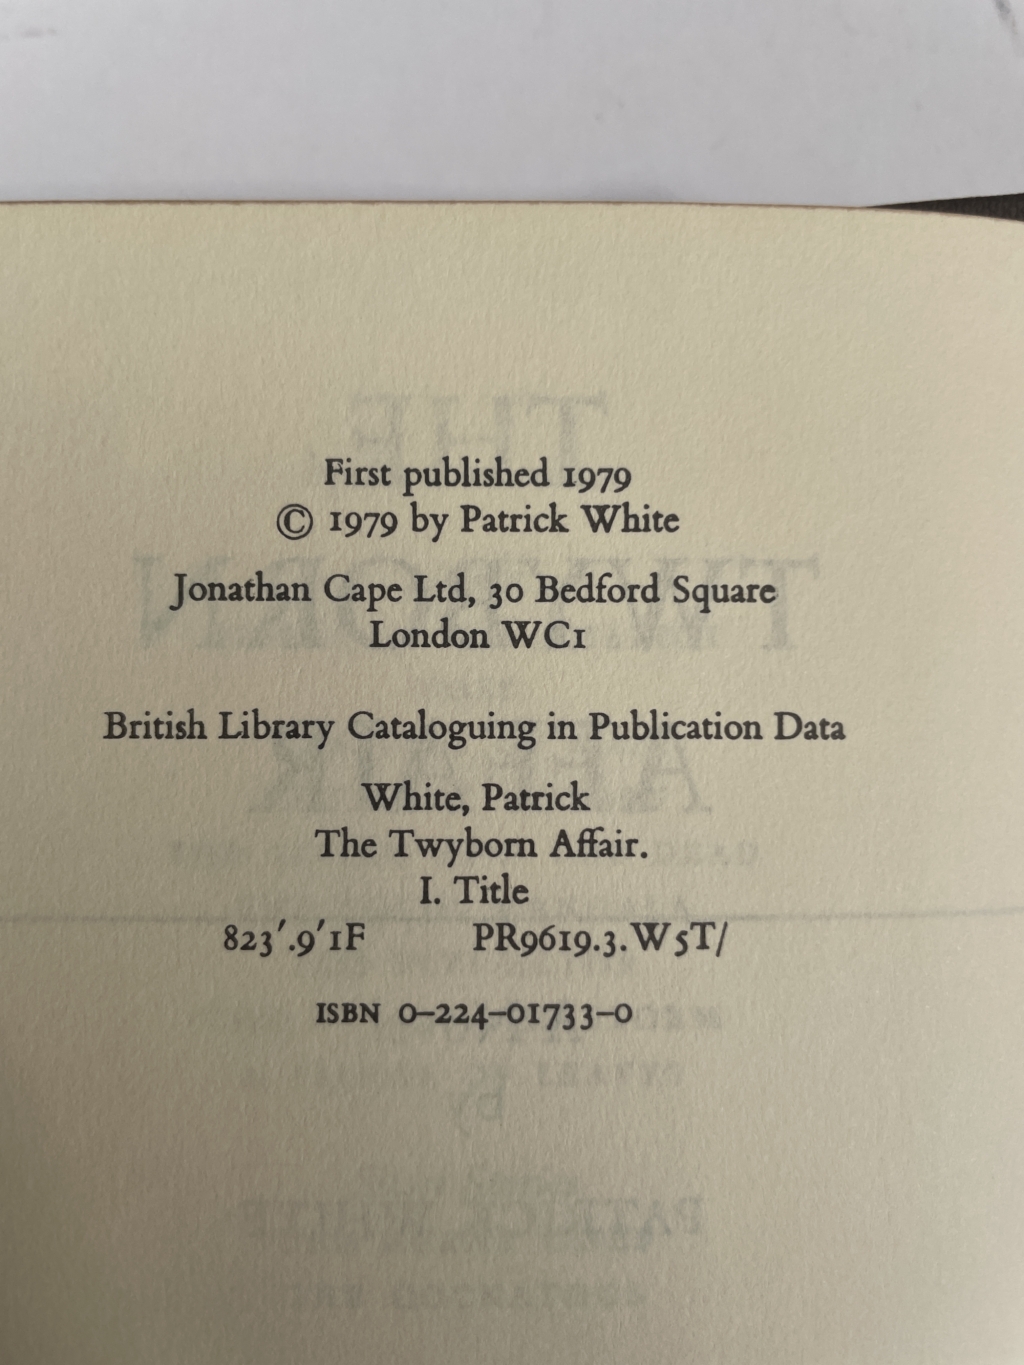 First published 1979
© 1979 by Patrick White
Jonathan Cape Ltd, 30 Bedford Square
London WC1
British Library Cataloguing in Publication Data
White, Patrick
The Twyborn Affair.
I. Title
823′.9′1F PR9619.3.W5T/
ISBN 0–224–01733–0